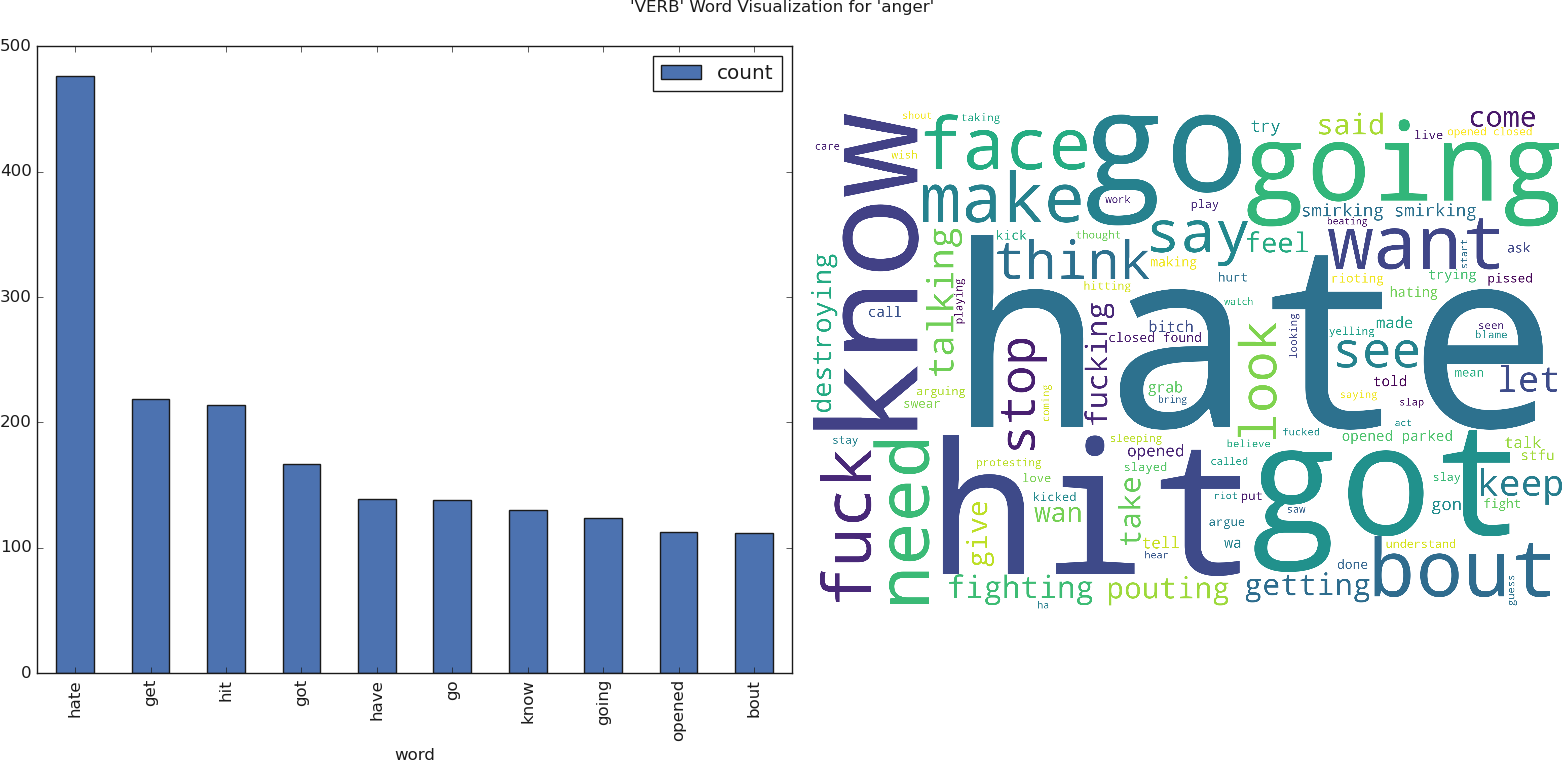 'VERB' Word Visualization for 'anger'
500
400
300
200
100
0
count
hate
get
hit
got
have
go
know
going
opened
bout
word
shout
taking
care
wish
know
face
make
go
work
play
try
said
live
come
opened closed
going
smirking smirking
beating
want
start
ask
say
feel
making
thought
kick
think
talking
playing
destroying
call
hitting
hurt
watch
rioting
trying
pissed
hating
hate
stop
fucking
bitch
closed found
look
looking
yelling
made
seen
blame
see
told
mean
let
grab
bring
saying
slap
act
arguing
swear
coming
stay
sleeping
opened
believe
fucked
opened parked
talk
stfu
fuck
need
hit
protesting
love
slayed
called
kicked
wan
give
take
riot
put
argue
saw
got
slay
keep
gon
fight
tell
hear
wa
understand
done
bout
guess
fighting
ha
pouting
getting